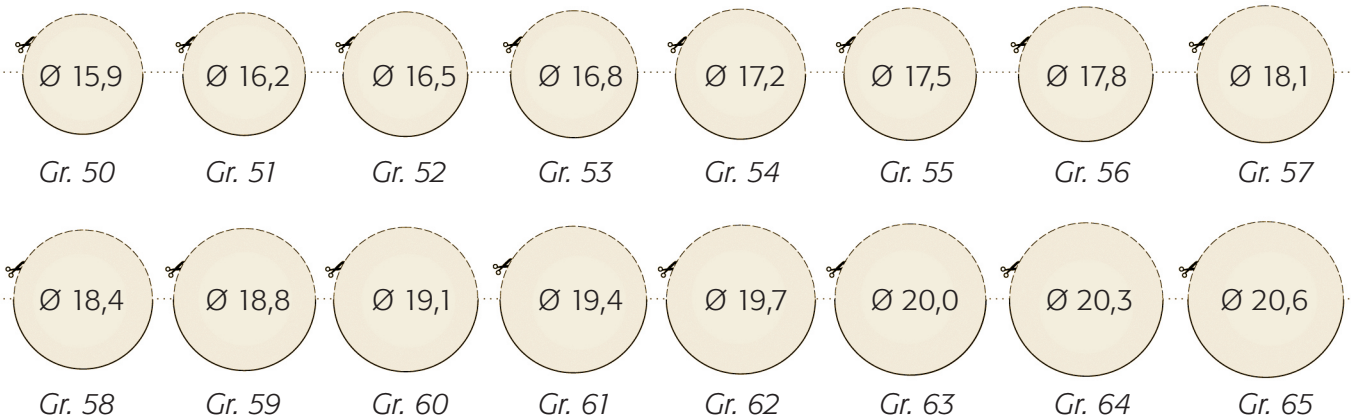 Ø 15,9 Ø 16,2 Ø 16,5 Ø 16,8 Ø 17,2 Ø 17,5 Ø 17,8 Ø 18,1
Gr. 50 Gr. 51 Gr. 52 Gr. 53 Gr. 54 Gr. 55 Gr. 56 Gr. 57
Ø 18,4 Ø 18,8 Ø 19,1 Ø 19,4 Ø 19,7 Ø 20,0 Ø 20,3 Ø 20,6
Gr. 58 Gr. 59 Gr. 60 Gr. 61 Gr. 62 Gr. 63 Gr. 64 Gr. 65